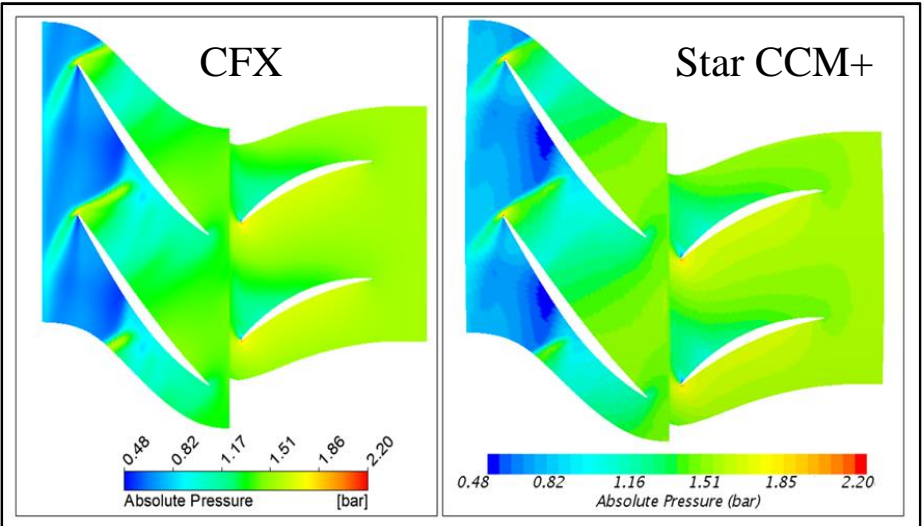 CFX
0.48 0.82 1.17 1.51 1.86 2.20
Absolute Pressure [bar]
Star CCM+
0.48 0.82 1.16 1.51 1.85 2.20
Absolute Pressure (bar)